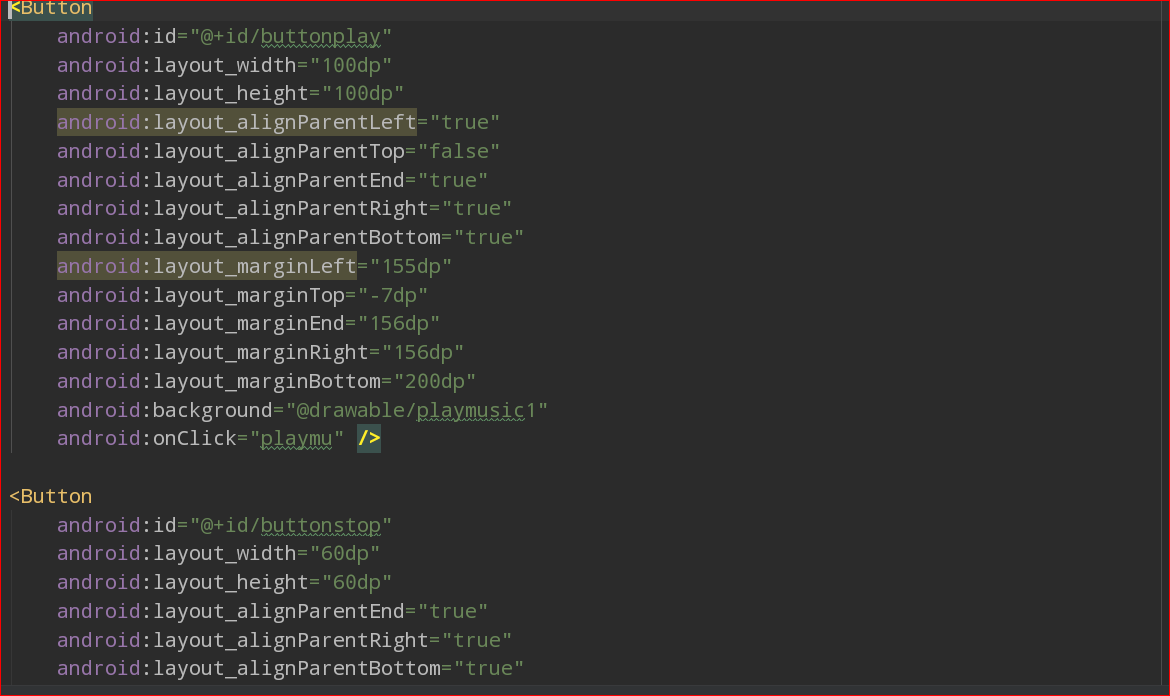 <Button
android:id="@+id/buttonplay"
android:layout_width="100dp"
android:layout_height="100dp"
android:layout_alignParentLeft="true"
android:layout_alignParentTop="false"
android:layout_alignParentEnd="true"
android:layout_alignParentRight="true"
android:layout_alignParentBottom="true"
android:layout_marginLeft="155dp"
android:layout_marginTop="-7dp"
android:layout_marginEnd="156dp"
android:layout_marginRight="156dp"
android:layout_marginBottom="200dp"
android:background="@drawable/playmusic1"
android:onClick="playmu" />
<Button
android:id="@+id/buttonstop"
android:layout_width="60dp"
android:layout_height="60dp"
android:layout_alignParentEnd="true"
android:layout_alignParentRight="true"
android:layout_alignParentBottom="true"